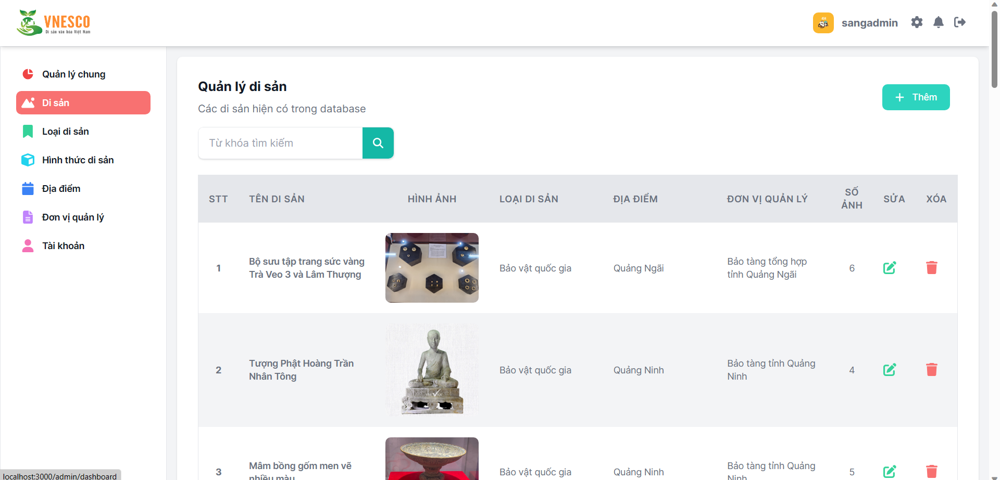 VNESCO
Di sản văn hóa Việt Nam
sangadmin
Quản lý chung
Di sản
Loại di sản
Hình thức di sản
Địa điểm
Đơn vị quản lý
Tài khoản
Quản lý di sản
Các di sản hiện có trong database
Thêm
Từ khóa tìm kiếm
STT TÊN DI SẢN HÌNH ẢNH LOẠI DI SẢN ĐỊA ĐIỂM ĐƠN VỊ QUẢN LÝ SỐ ẢNH SỬA XÓA
1
Bộ sưu tập trang sức vàng
Trà Veo 3 và Lâm Thượng
Bảo vật quốc gia
Quảng Ngãi
Bảo tàng tổng hợp
tỉnh Quảng Ngãi
6
2
Tượng Phật Hoàng Trần
Nhân Tông
Bảo vật quốc gia
Quảng Ninh
Bảo tàng tỉnh Quảng
Ninh
4
3
Mâm bồng gốm men vẽ
nhiều màu
Bảo vật quốc gia
Quảng Ninh
Bảo tàng tỉnh Quảng
Ninh
5
localhost:3000/admin/dashboard